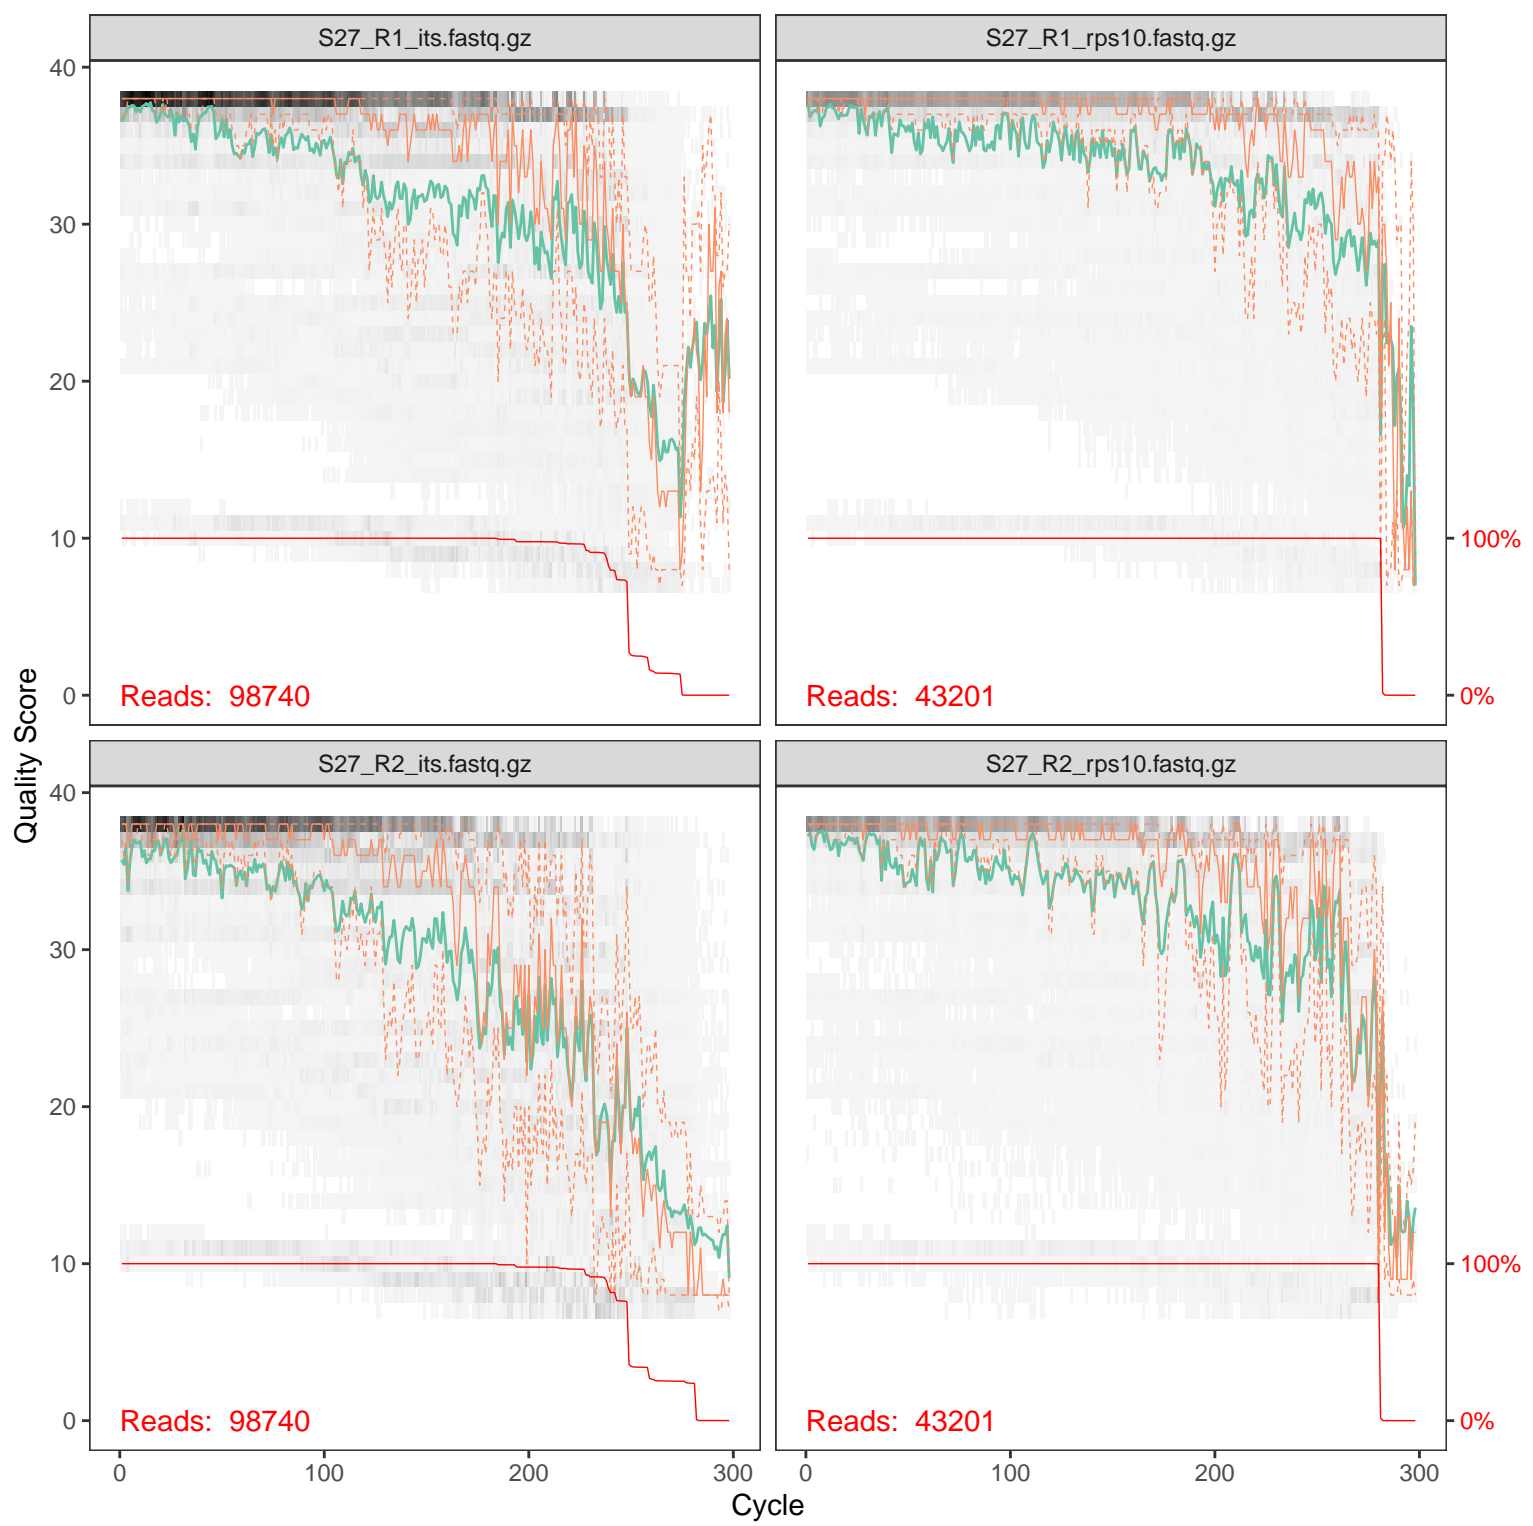 S27_R1_its.fastq.gz
S27_R1_rps10.fastq.gz
40
30
20
10
0
Reads: 98740
Reads: 43201
100%
0%
Quality Score
S27_R2_its.fastq.gz
S27_R2_rps10.fastq.gz
40
30
20
10
0
Reads: 98740
Reads: 43201
100%
0%
0 100 200 300
0 100 200 300
Cycle